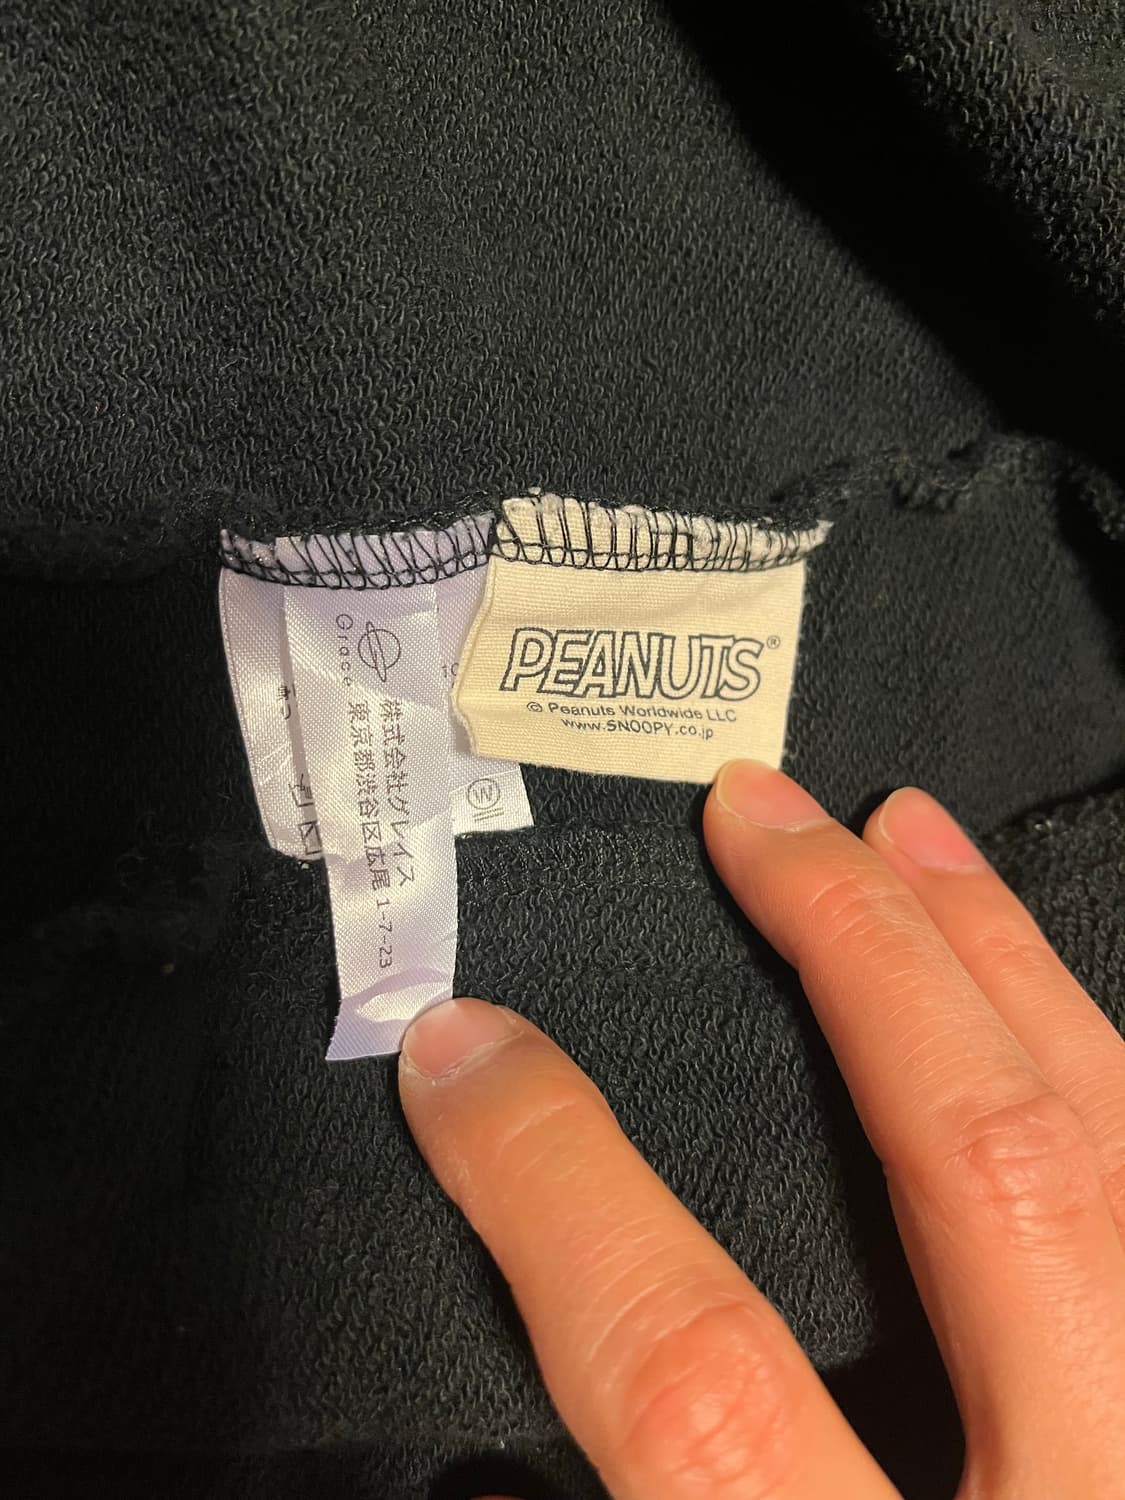 Grace
株式会社グレイス
東京都渋谷区広尾 1-7-23
PEANUTS®
© Peanuts Worldwide LLC
www.SNOOPY.co.jp
W